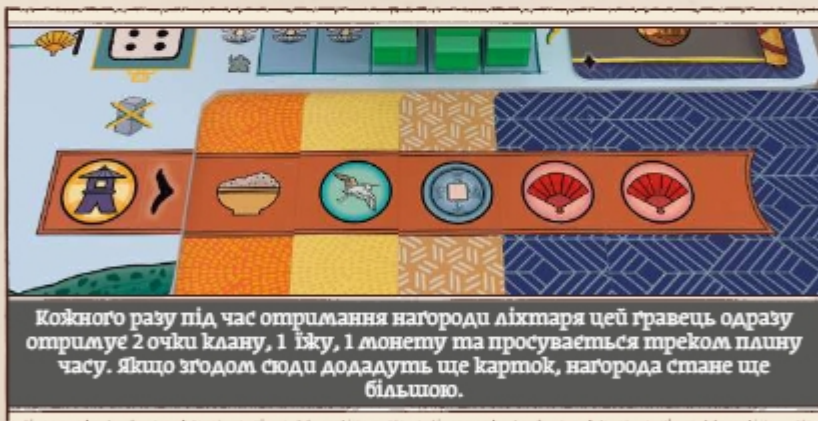 Кожного разу під час отримання нагороди ліхтаря цей гравець одразу
отримує 2 очки клану, 1 їжу, 1 монету та просувається треком плину
часу. Якщо згодом сюди додадуть ще карток, нагорода стане ще
більшою.